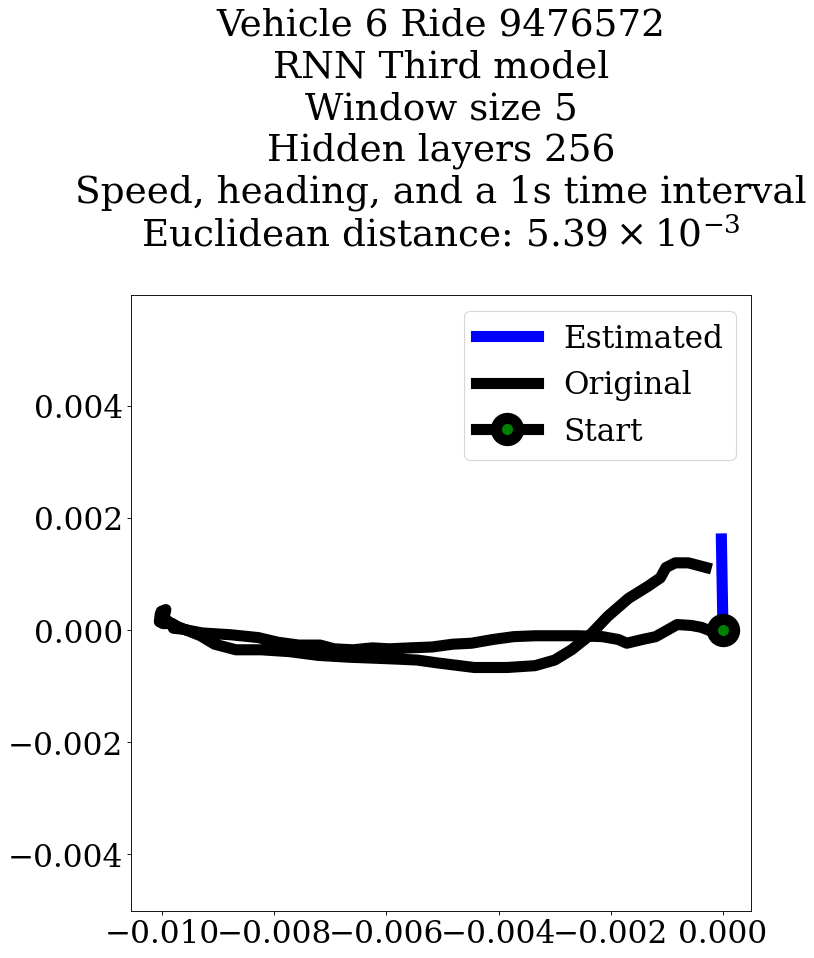 Vehicle 6 Ride 9476572
RNN Third model
Window size 5
Hidden layers 256
Speed, heading, and a 1s time interval
Euclidean distance: 5.39 × 10⁻³
Estimated
Original
Start
0.004
0.002
0.000
−0.002
−0.004
−0.010 −0.008 −0.006 −0.004 −0.002 0.000